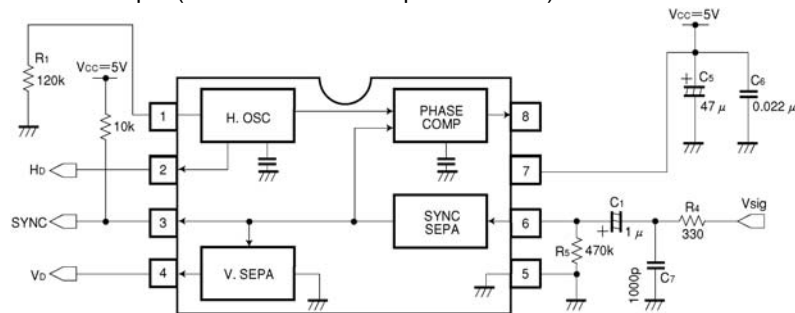 R1
120k
VCC=5V
10k
HD
SYNC
VD
1
2
3
4
H. OSC
PHASE
COMP
SYNC
SEPA
V. SEPA
8
7
6
5
VCC=5V
C5
+
47 μ
C6
0.022 μ
C1
+
1 μ
R4
330
Vsig
R5
470k
1000p
C7